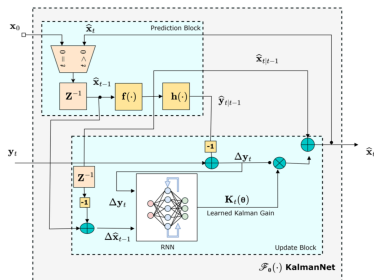 x₀
x̂ₜ
Prediction Block
t = 0
t ≠ 0
x̂ₜ|ₜ₋₁
Z⁻¹
x̂ₜ₋₁
f(·)
h(·)
ŷₜ|ₜ₋₁
yₜ
-1
Δyₜ
x̂ₜ
Z⁻¹
-1
Δyₜ
Kₜ(θ)
Learned Kalman Gain
Δx̂ₜ₋₁
RNN
Update Block
ℱ_θ(·) KalmanNet